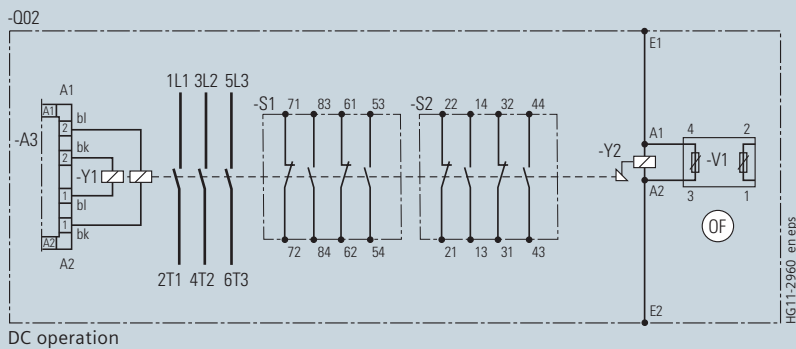 -Q02
E1
A1
1L1 3L2 5L3
-S1 71 83 61 53
-S2 22 14 32 44
A1
bl
2
-A3
bk
2
-Y1
-Y2
A1
4 2
-V1
1
bl
1
bk
A2
A2
A2
3 1
OF
72 84 62 54
21 13 31 43
2T1 4T2 6T3
E2
HG11-2960_en.eps
DC operation